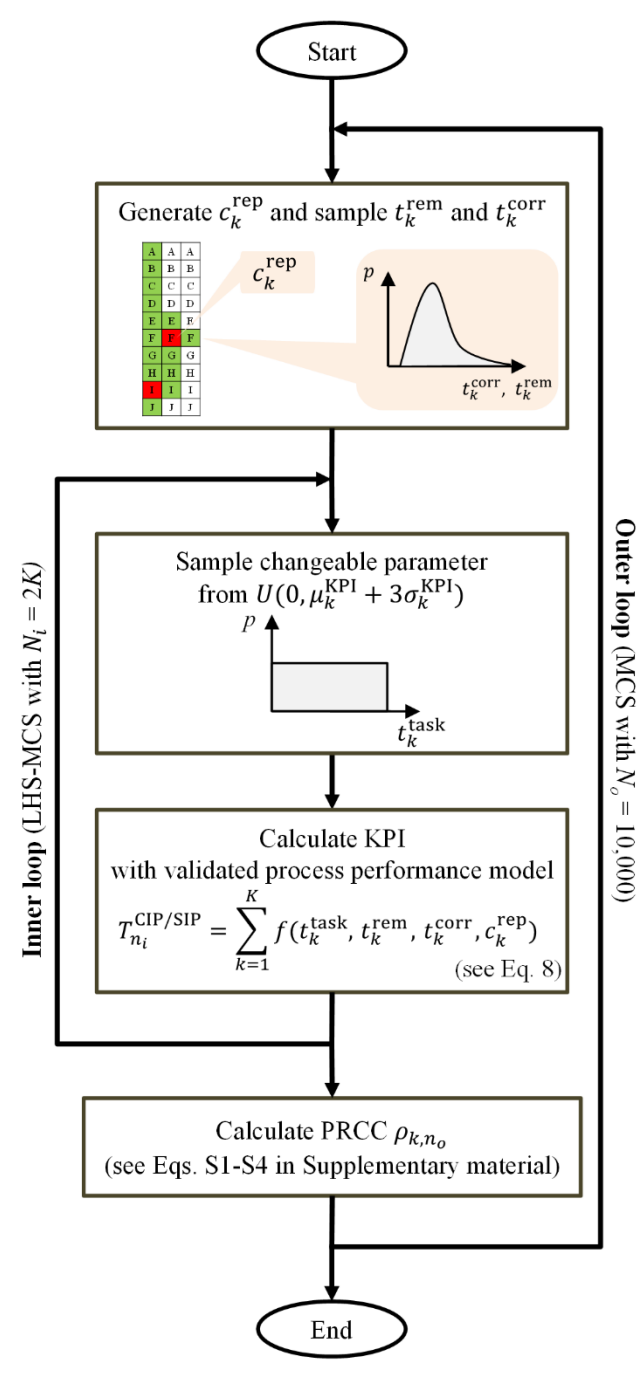 Start
Generate c_k^rep and sample t_k^rem and t_k^corr
A A A
B B B
C C C
D D D
E E E
F F F
G G G
H H H
I I I
J J J
c_k^rep
p
t_k^corr, t_k^rem
Sample changeable parameter
from U(0, μ_k^KPI + 3σ_k^KPI)
p
t_k^task
Calculate KPI
with validated process performance model
T_{n_i}^{CIP/SIP} = ∑_{k=1}^{K} f(t_k^task, t_k^rem, t_k^corr, c_k^rep)
(see Eq. 8)
Inner loop (LHS-MCS with N_i = 2K)
Outer loop (MCS with N_o = 10,000)
Calculate PRCC ρ_{k,n_o}
(see Eqs. S1-S4 in Supplementary material)
End